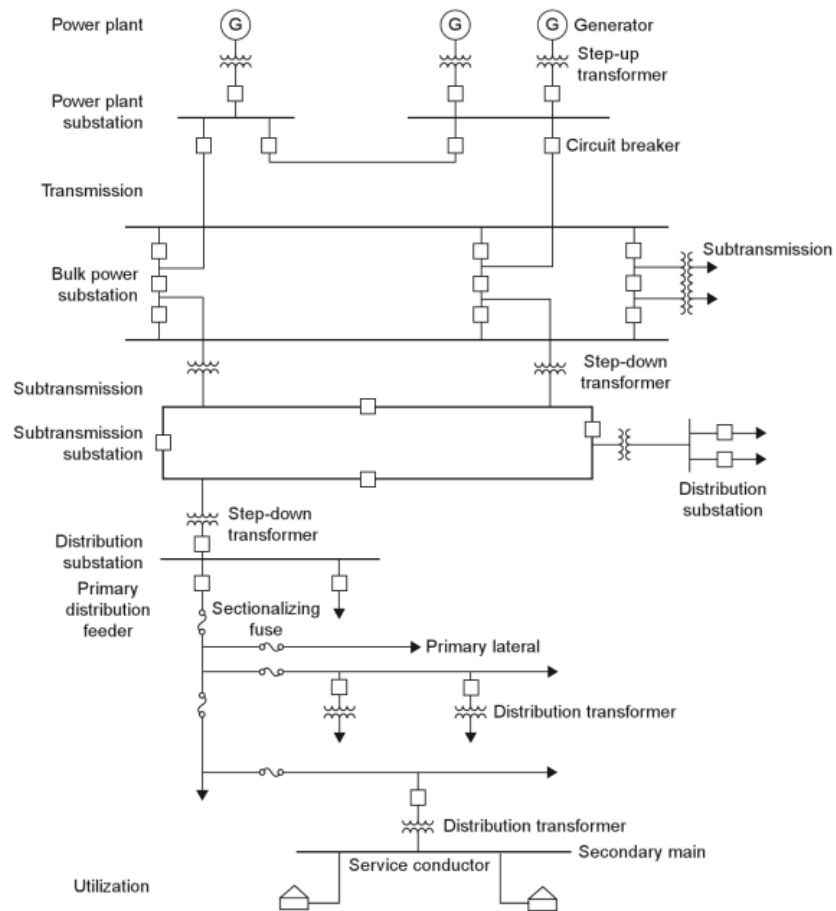 Power plant
G
G
G
Generator
Step-up
transformer
Power plant
substation
Circuit breaker
Transmission
Subtransmission
Bulk power
substation
Step-down
transformer
Subtransmission
Subtransmission
substation
Distribution
substation
Step-down
transformer
Distribution
substation
Primary
distribution
feeder
Sectionalizing
fuse
Primary lateral
Distribution transformer
Distribution transformer
Secondary main
Service conductor
Utilization